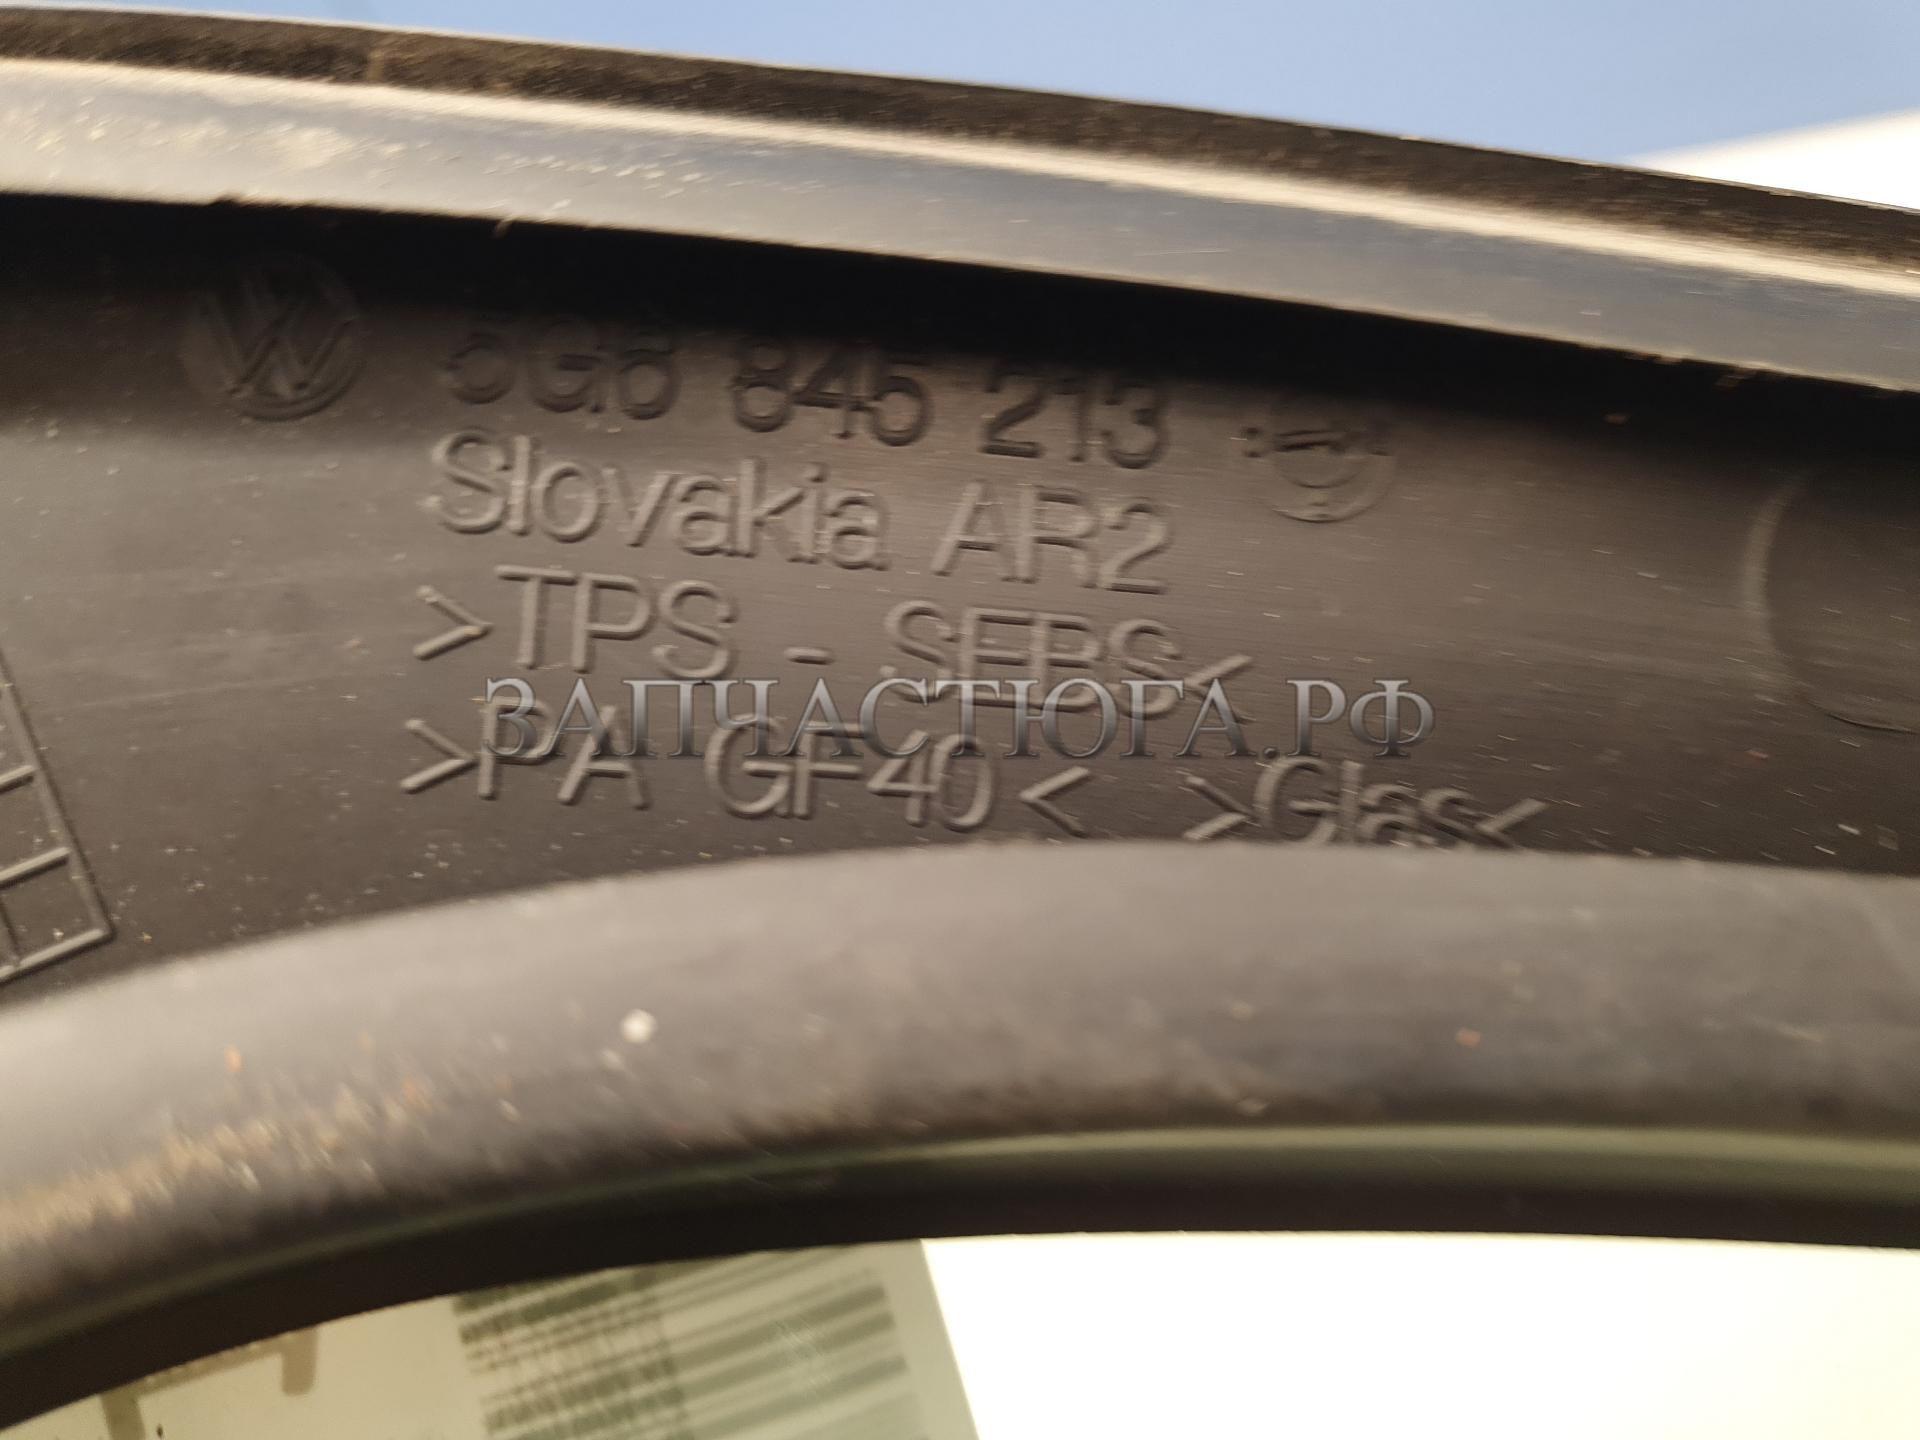 5G6 845 213
Slovakia AR2
>TPS - SEBS<
ЗАПЧАСТЮГА.РФ
>PA GF40< >Glas<